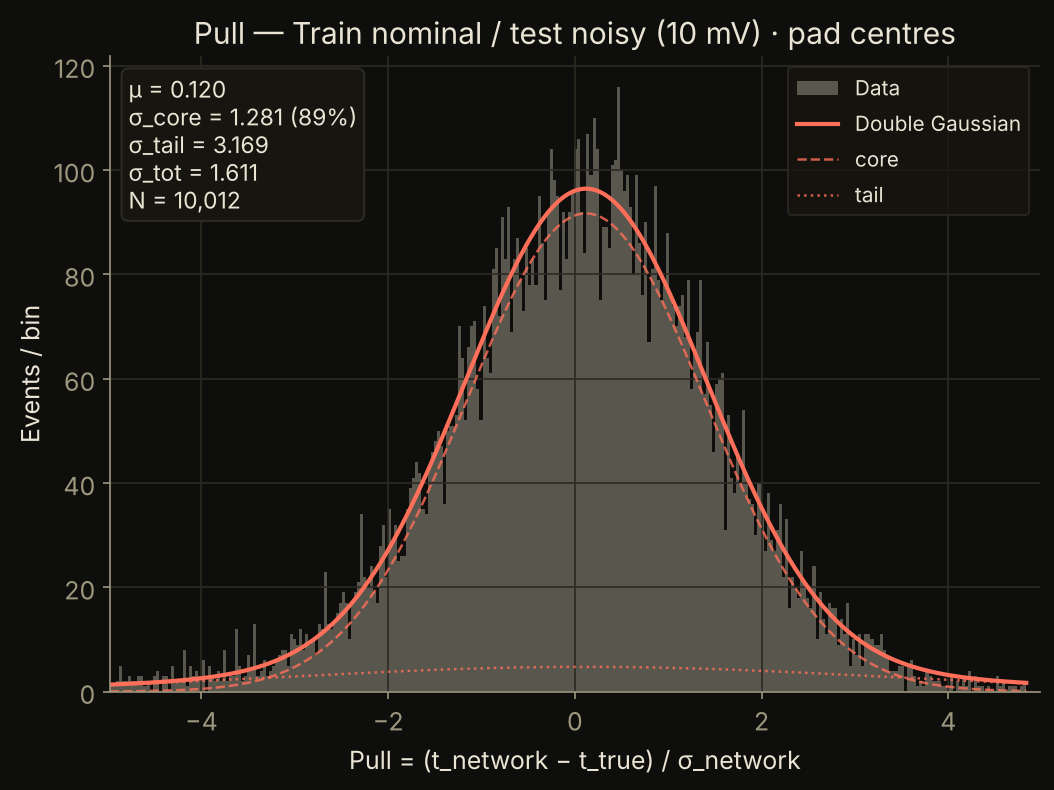 Pull — Train nominal / test noisy (10 mV) · pad centres
μ = 0.120
σ_core = 1.281 (89%)
σ_tail = 3.169
σ_tot = 1.611
N = 10,012
Data
Double Gaussian
core
tail
Events / bin
120
100
80
60
40
20
0
−4
−2
0
2
4
Pull = (t_network − t_true) / σ_network